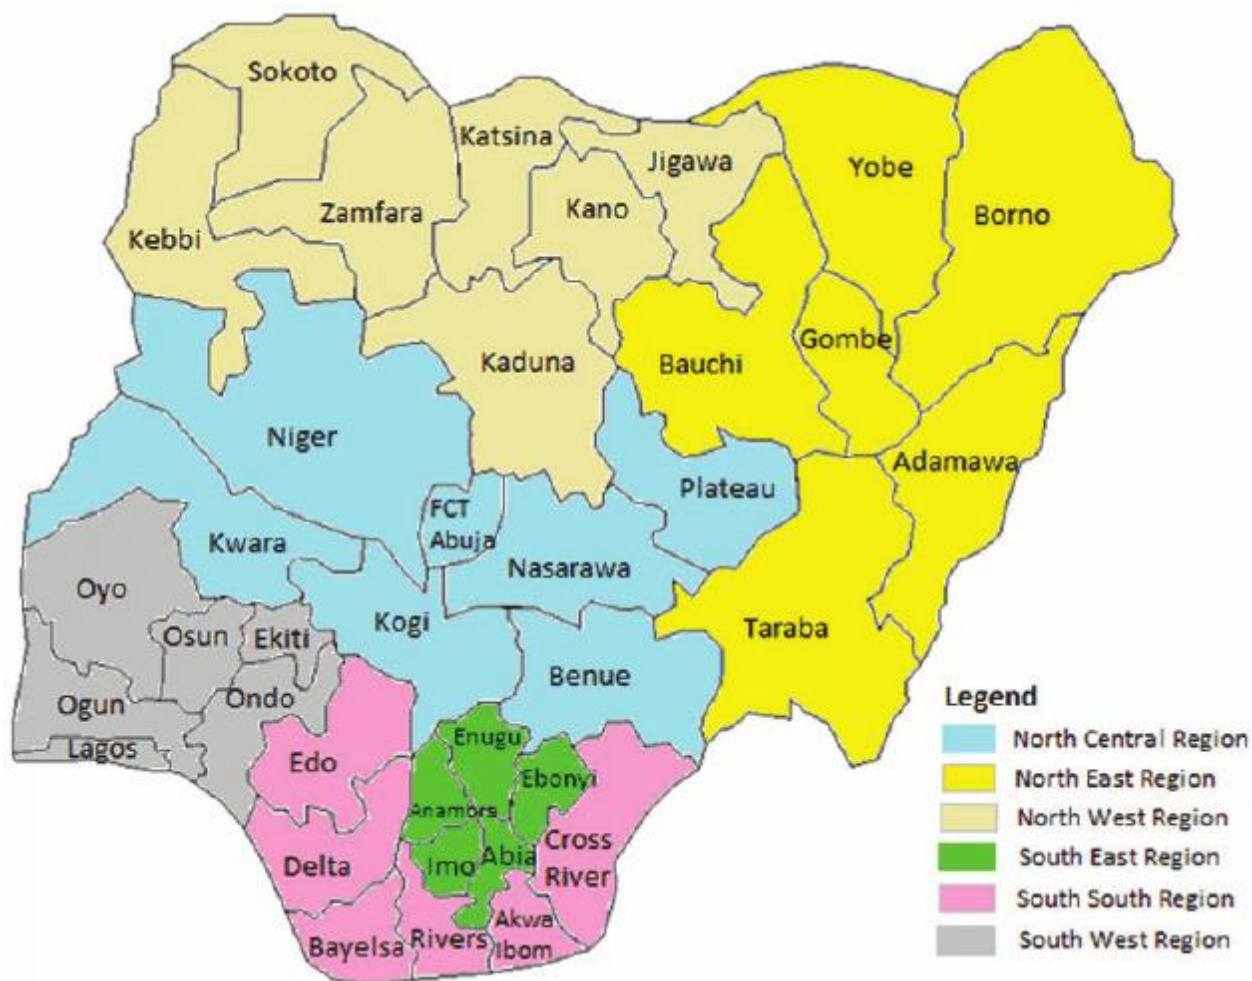 Sokoto
Katsina
Jigawa
Yobe
Kano
Zamfara
Borno
Kebbi
Gombe
Kaduna
Bauchi
Niger
Adamawa
Plateau
FCT
Abuja
Kwara
Nasarawa
Oyo
Kogi
Taraba
Osun
Ekiti
Benue
Ondo
Ogun
Lagos
Enugu
Edo
Ebonyi
Anamors
Cross
River
Abia
Imo
Delta
Akwa
Ibom
Rivers
Bayelsa
Legend
North Central Region
North East Region
North West Region
South East Region
South South Region
South West Region